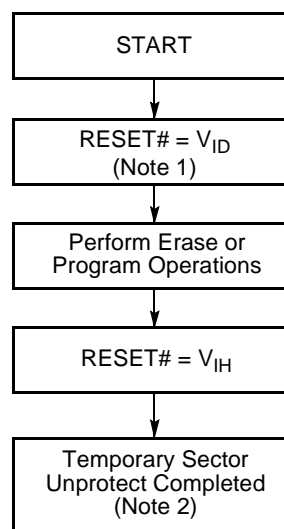 START
RESET# = VID
(Note 1)
Perform Erase or
Program Operations
RESET# = VIH
Temporary Sector
Unprotect Completed
(Note 2)